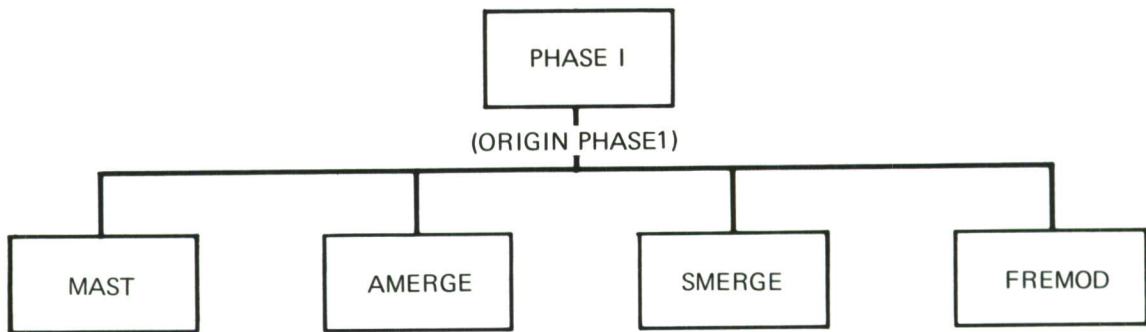 PHASE I
(ORIGIN PHASE1)
MAST
AMERGE
SMERGE
FREMOD